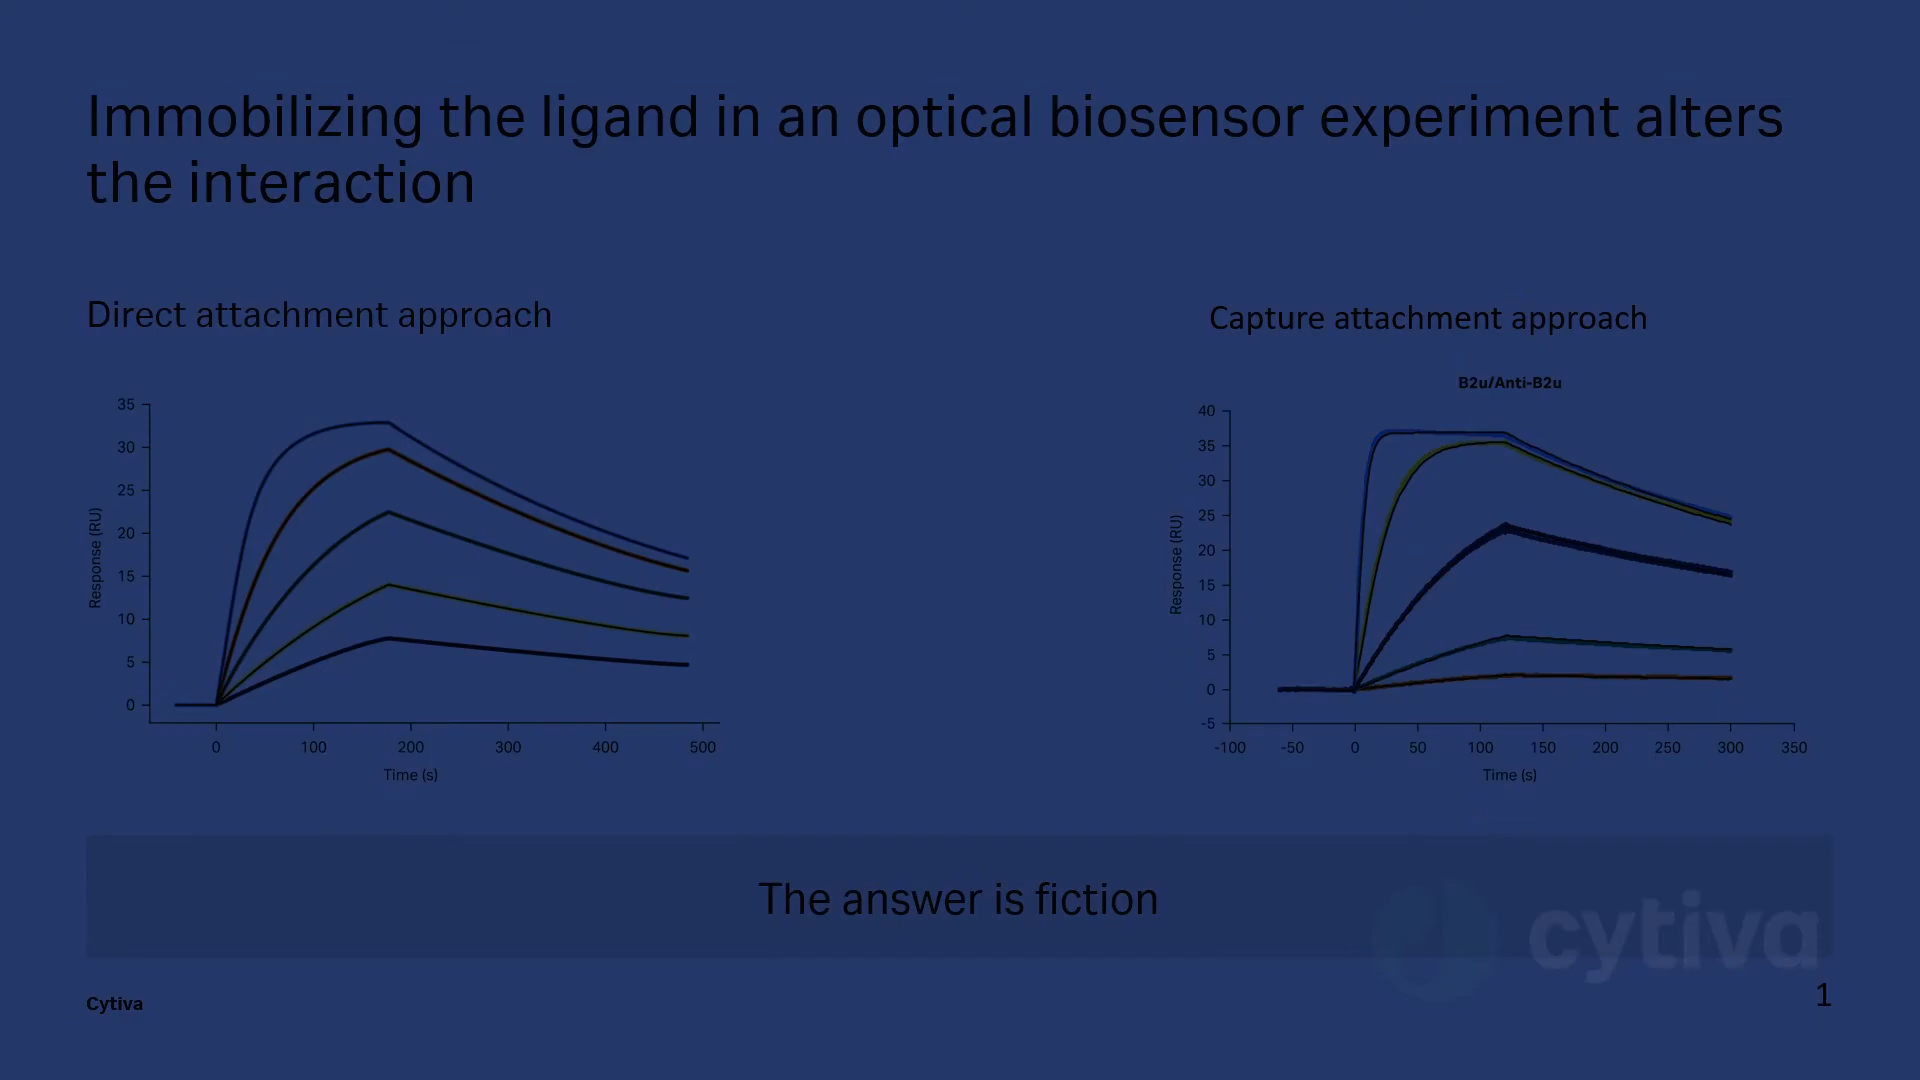 Immobilizing the ligand in an optical biosensor experiment alters
the interaction
Direct attachment approach
Capture attachment approach
35
30
25
20
15
10
5
0
Response (RU)
0 100 200 300 400 500
Time (s)
B2u/Anti-B2u
40
35
30
25
20
15
10
5
0
-5
Response (RU)
-100 -50 0 50 100 150 200 250 300 350
Time (s)
The answer is fiction
cytiva
Cytiva
1